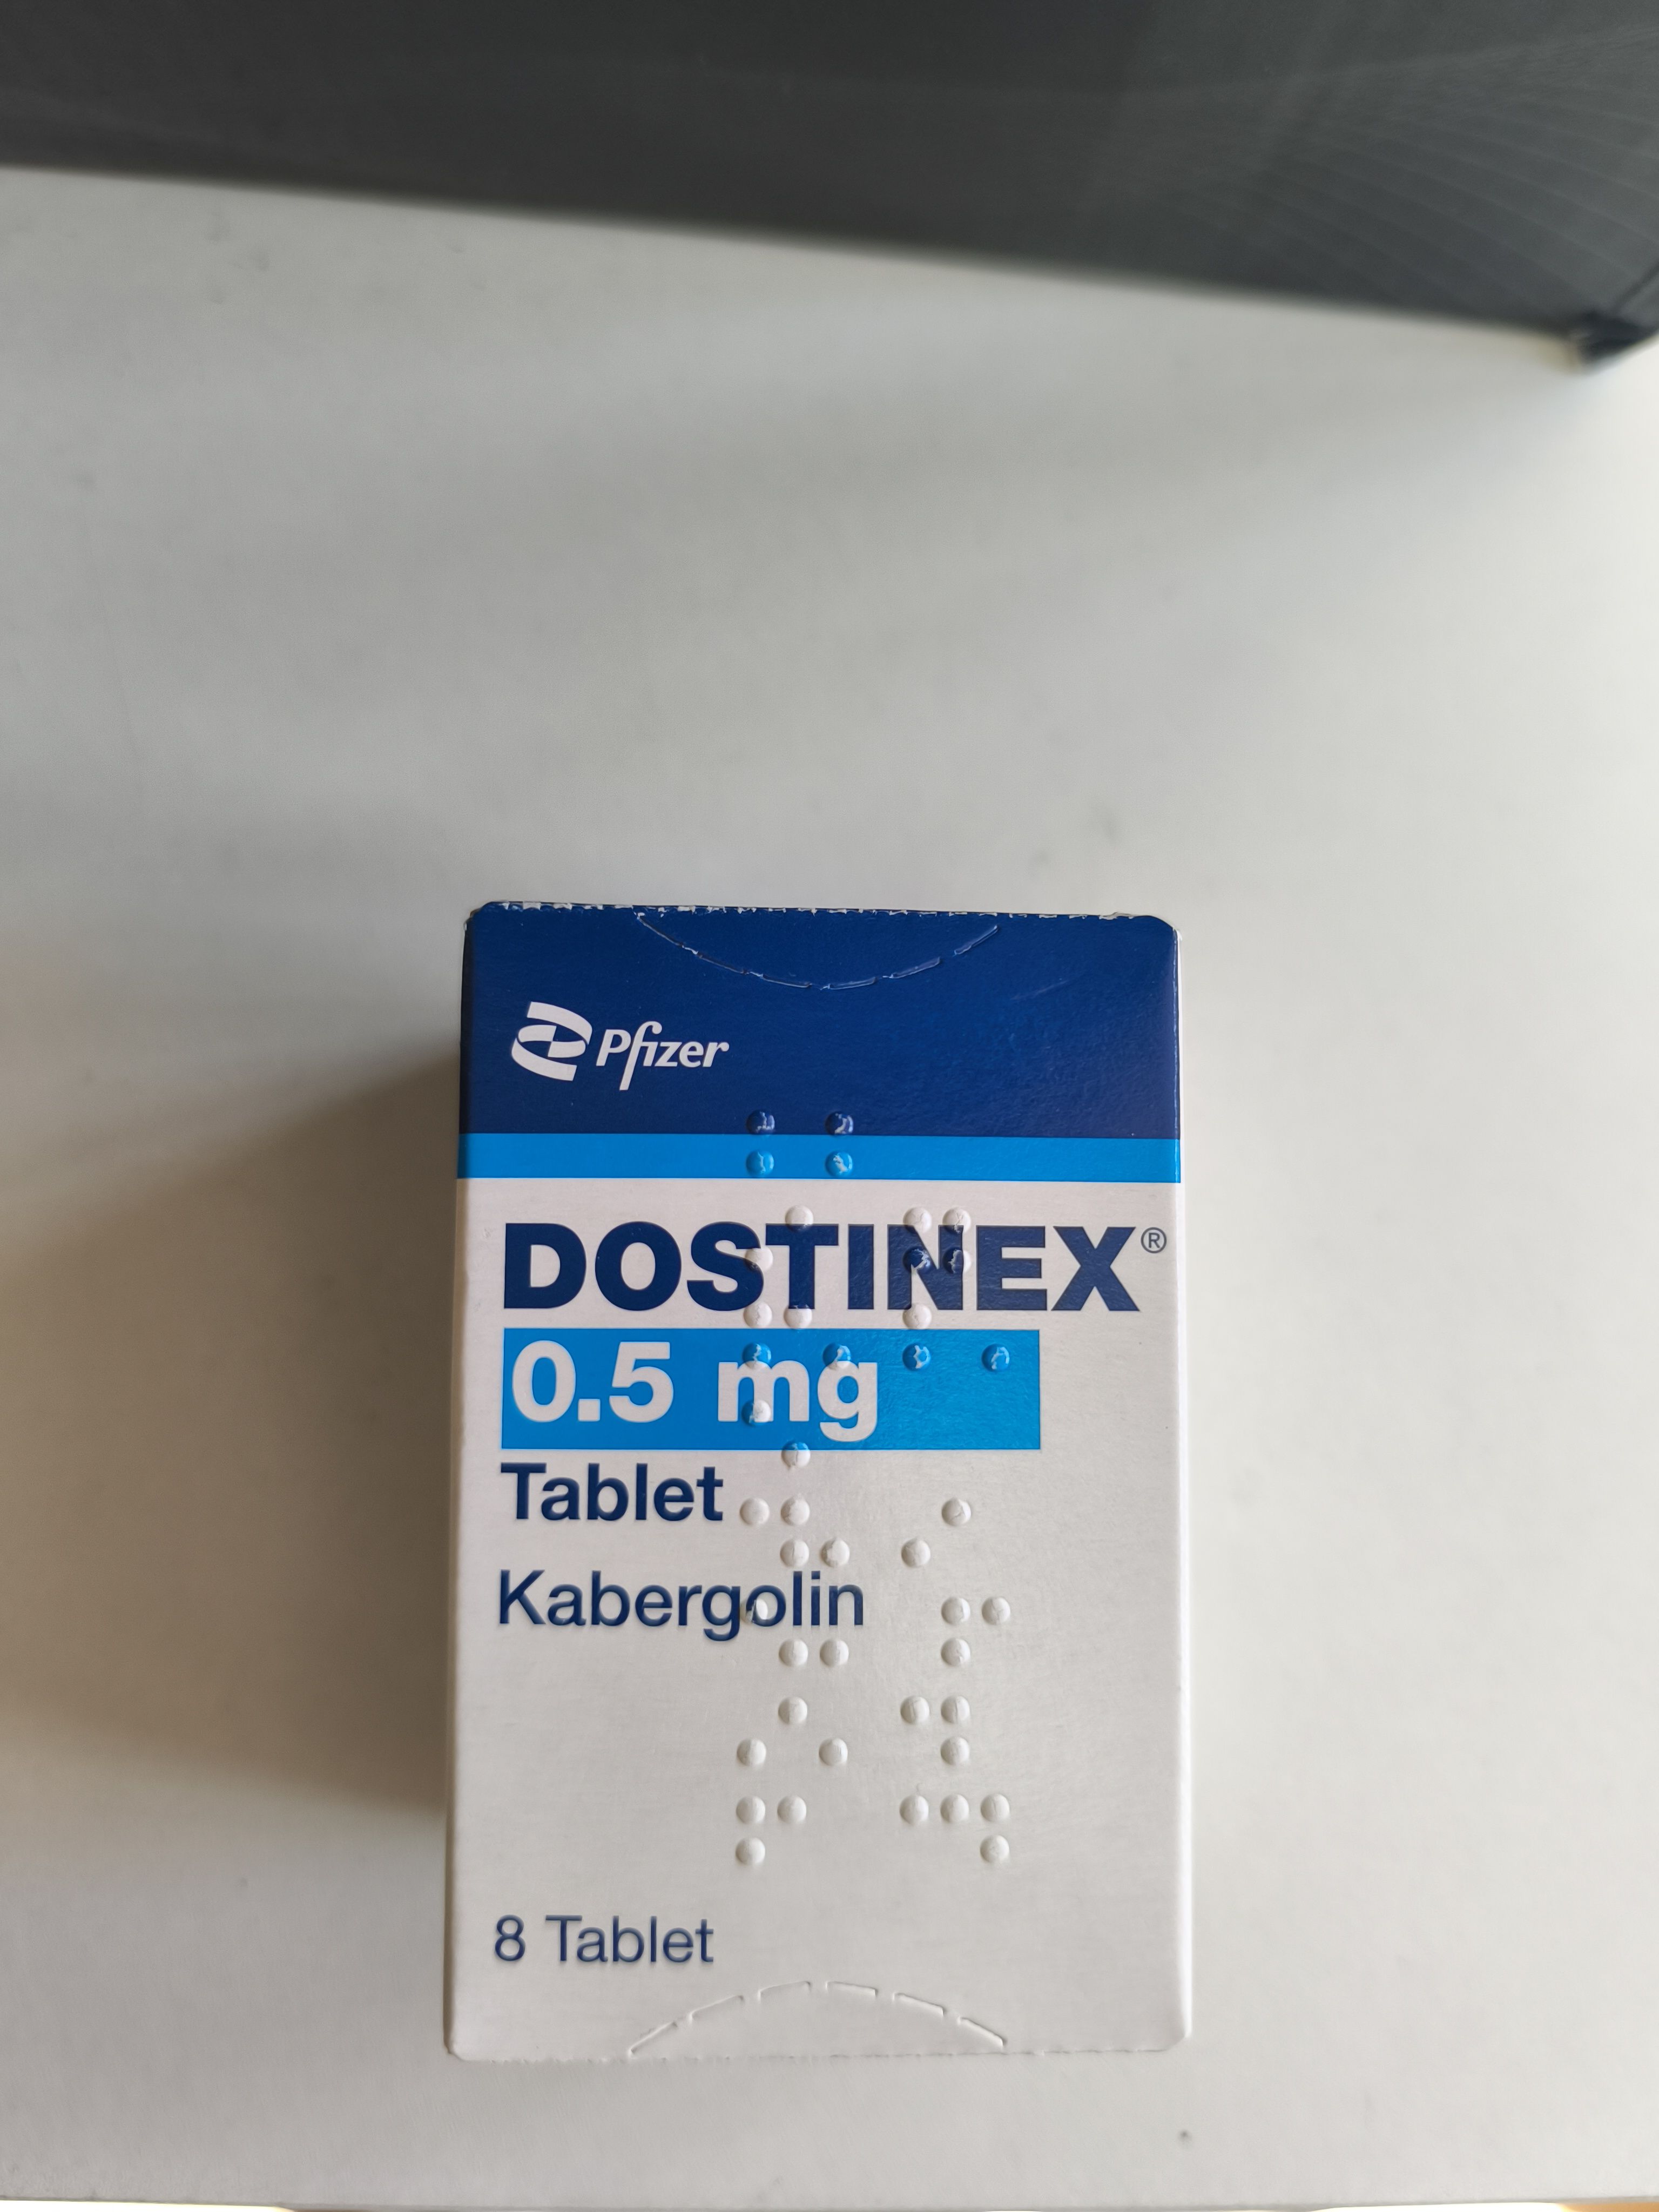 Pfizer
DOSTINEX®
0.5 mg
Tablet
Kabergolin
8 Tablet